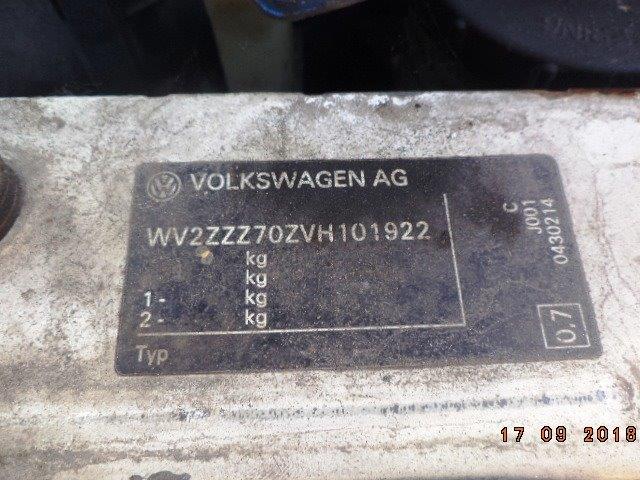 VOLKSWAGEN AG
WV2ZZZ70ZVH101922
kg
kg
1- kg
2- kg
Typ
C
J001
0430214
0.7
17 09 2018